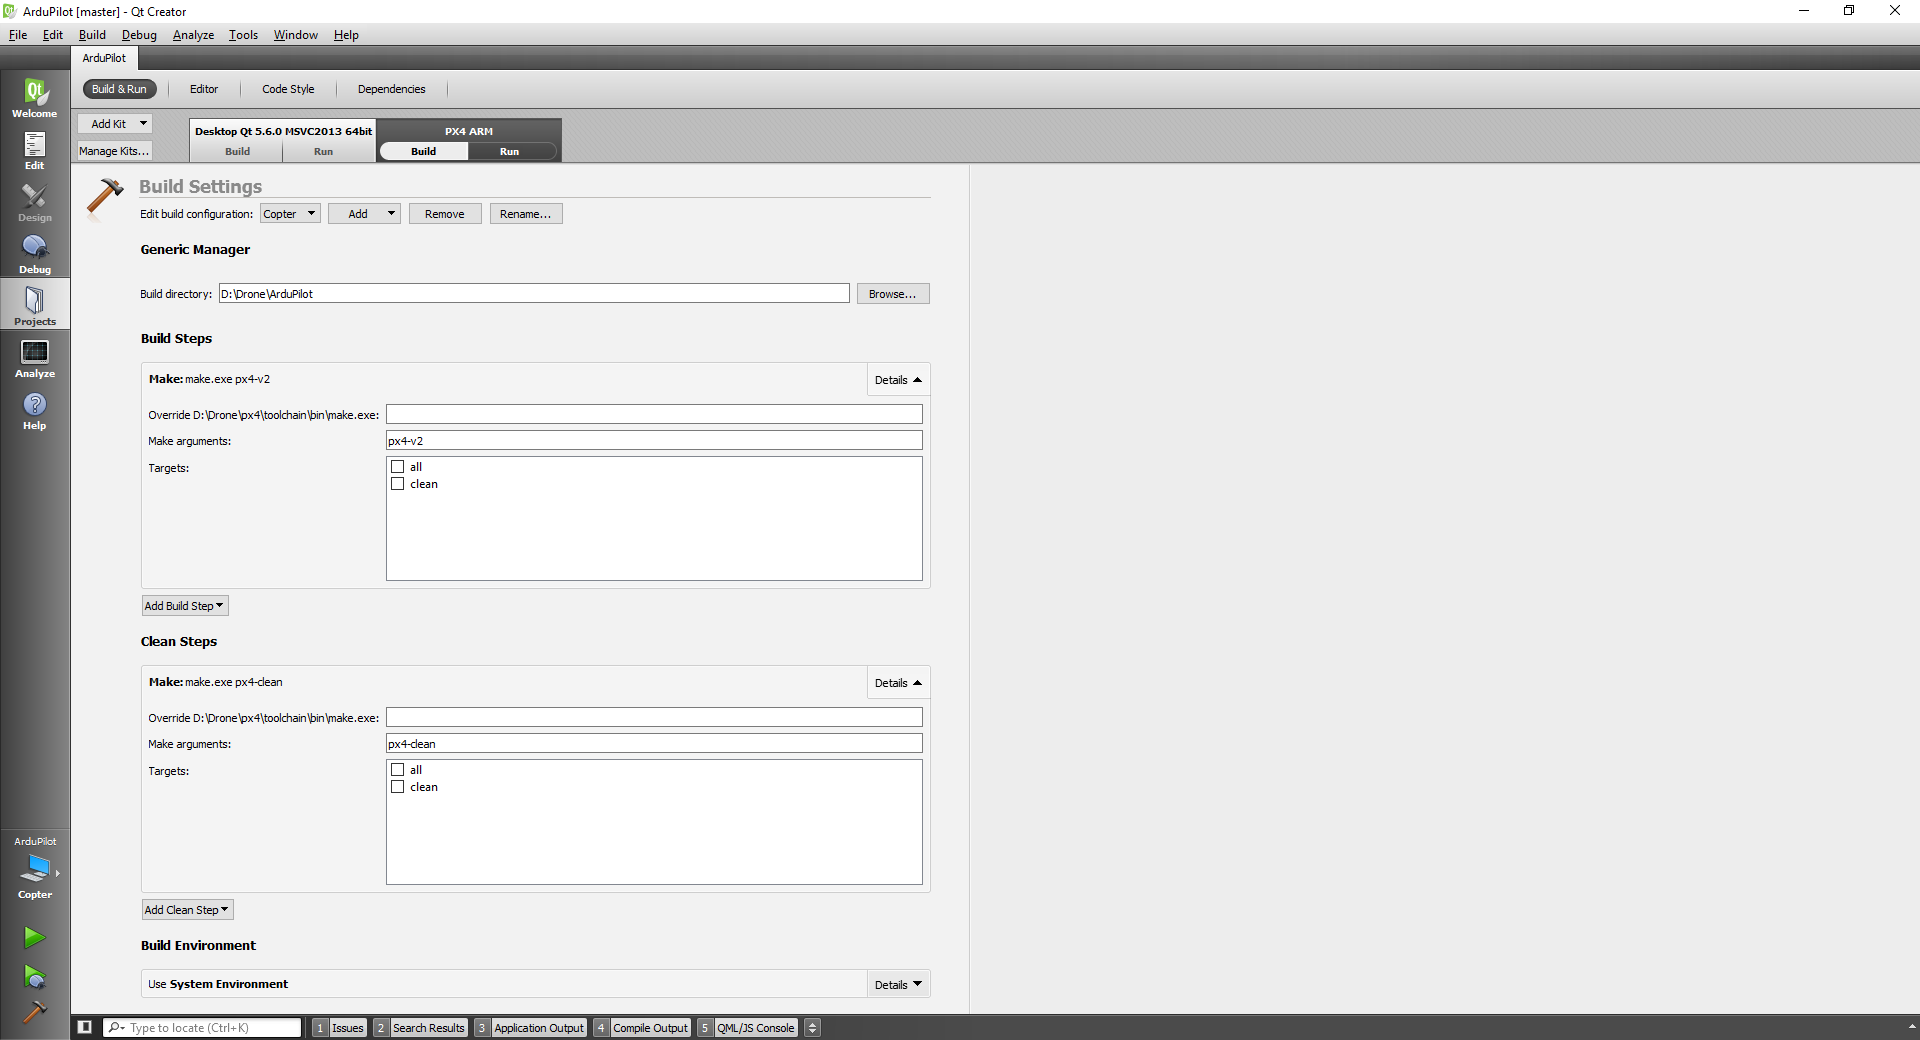 ArduPilot [master] - Qt Creator
File Edit Build Debug Analyze Tools Window Help
ArduPilot
Build & Run Editor Code Style Dependencies
Add Kit
Manage Kits...
Desktop Qt 5.6.0 MSVC2013 64bit
Build Run
PX4 ARM
Build Run
Qt
Welcome
Edit
Design
Debug
Projects
Analyze
?
Help
Build Settings
Edit build configuration: Copter Add Remove Rename...
Generic Manager
Build directory: D:\Drone\ArduPilot Browse...
Build Steps
Make: make.exe px4-v2 Details
Override D:\Drone\px4\toolchain\bin\make.exe:
Make arguments: px4-v2
Targets: all
clean
Add Build Step
Clean Steps
Make: make.exe px4-clean Details
Override D:\Drone\px4\toolchain\bin\make.exe:
Make arguments: px4-clean
Targets: all
clean
Add Clean Step
Build Environment
Use System Environment Details
ArduPilot
Copter
Type to locate (Ctrl+K) 1 Issues 2 Search Results 3 Application Output 4 Compile Output 5 QML/JS Console